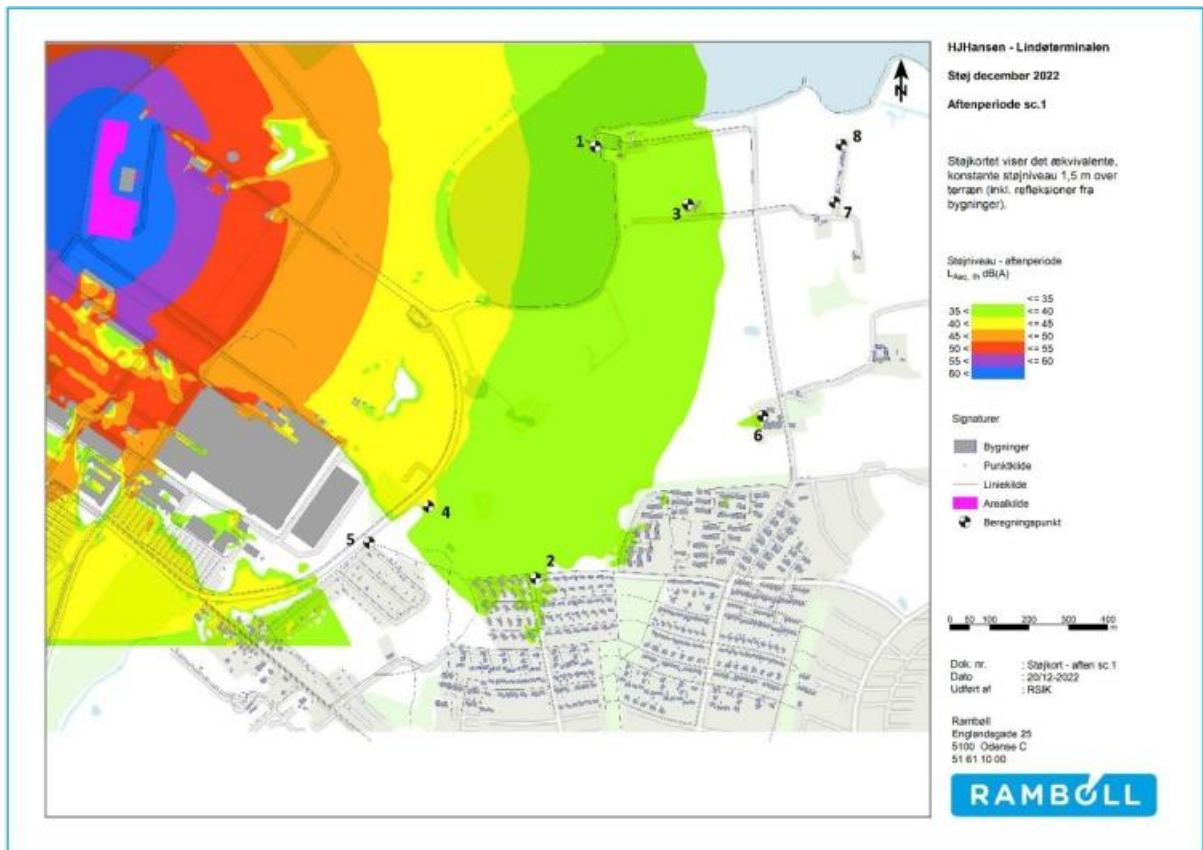 HJHansen - Lindøterminalen
Støj december 2022
Aftenperiode sc.1
N
Støjkortet viser det ækvivalente,
konstante støjniveau 1,5 m over
terræn (inkl. refleksioner fra
bygninger).
Støjniveau - aftenperiode
LAeq, 1h dB(A)
<= 35
35 < <= 40
40 < <= 45
45 < <= 50
50 < <= 55
55 < <= 60
60 <
Signaturer
Bygninger
Punktkilde
Liniekilde
Arealkilde
Beregningspunkt
1
8
3
7
6
4
5
2
0 50 100 200 300 400
m
Dok. nr. : Støjkort - aften sc.1
Dato : 20/12-2022
Udført af : RSIK
Rambøll
Englandsgade 25
5100 Odense C
51 61 10 00
RAMBOLL